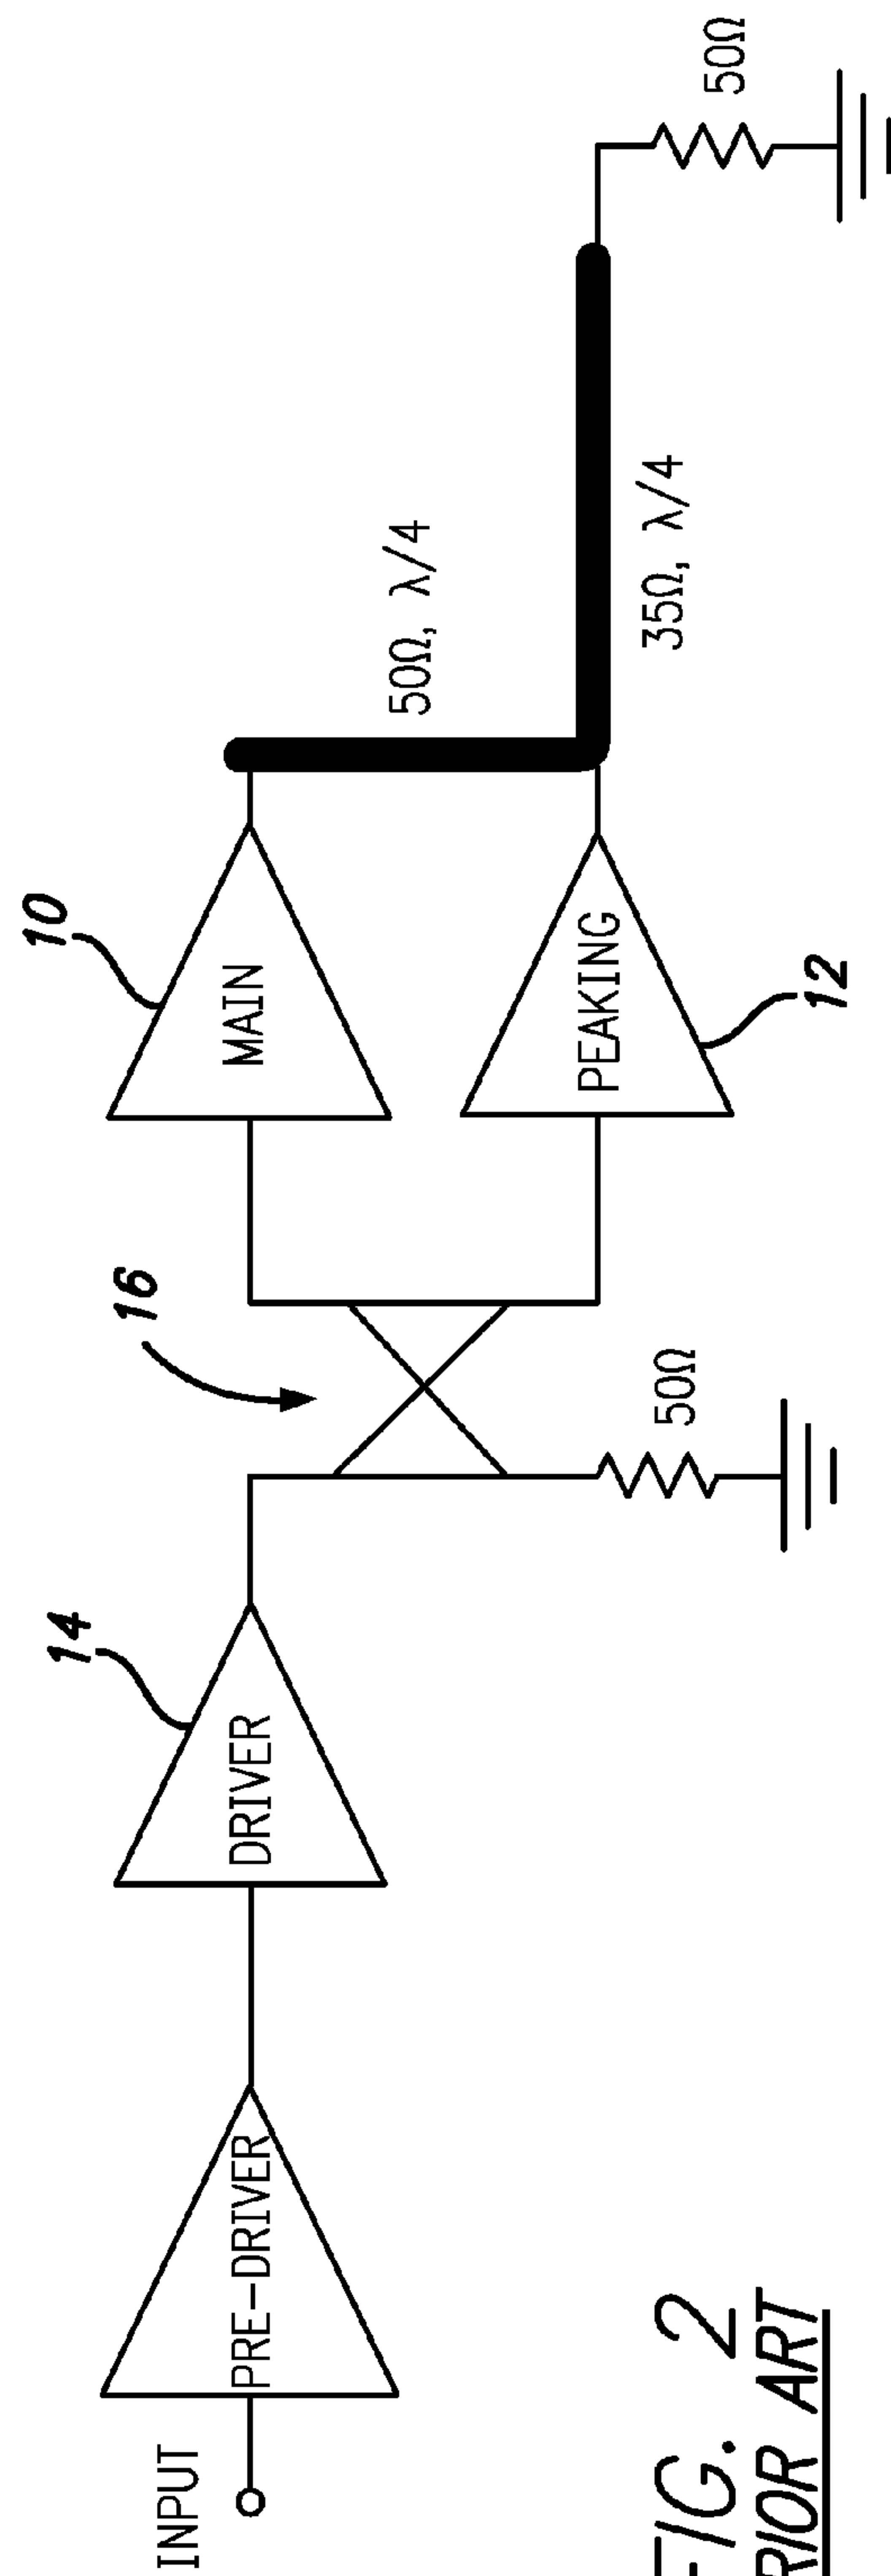 INPUT
PRE-DRIVER
14
DRIVER
16
50Ω
10
MAIN
PEAKING
12
50Ω, λ/4
35Ω, λ/4
50Ω
FIG. 2
PRIOR ART